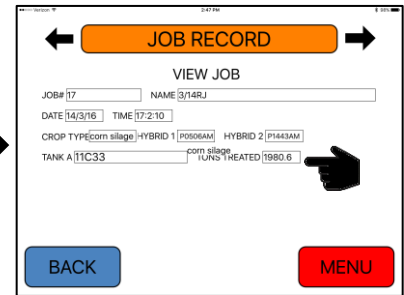 Verizon 2:47 PM 98%
JOB RECORD
VIEW JOB
JOB# 17 NAME 3/14RJ
DATE 14/3/16 TIME 17:2:10
CROP TYPE corn silage HYBRID 1 P0506AM HYBRID 2 P1443AM
corn silage
TANK A 11C33 TONS TREATED 1980.6
BACK MENU